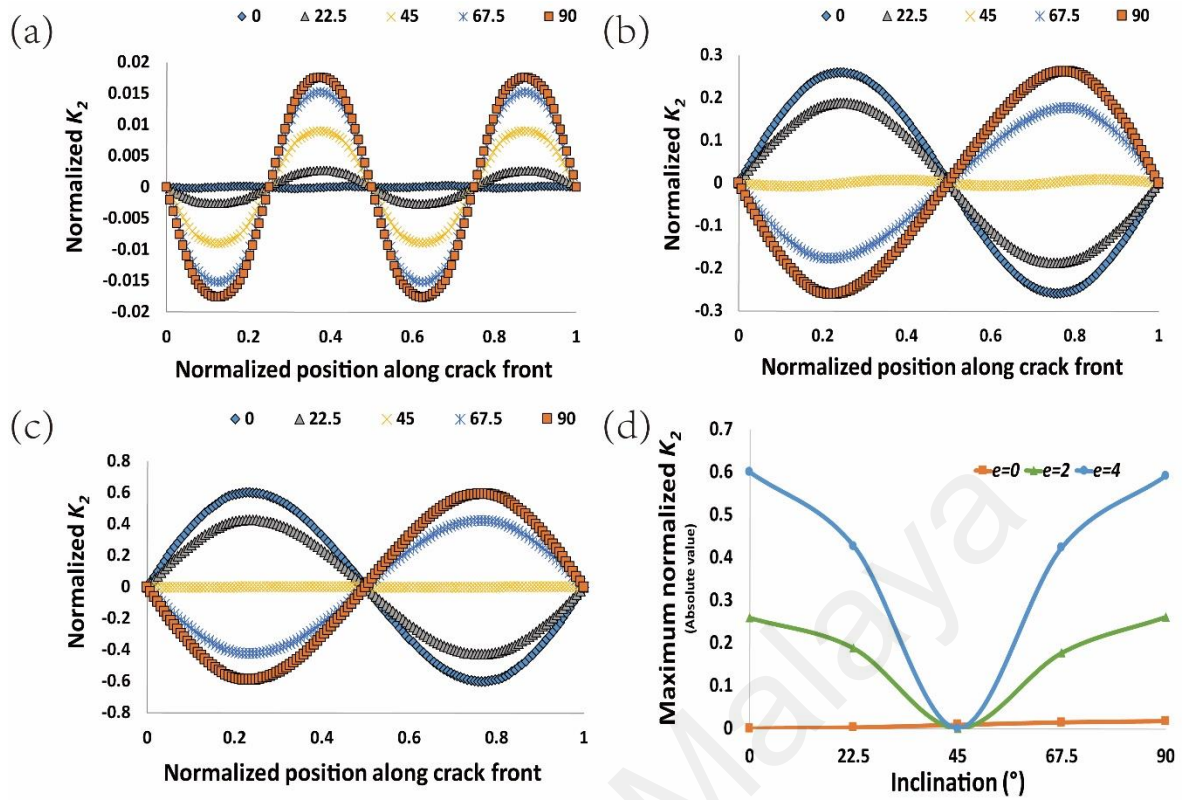 (a)
0 22.5 45 67.5 90
0.02
0.015
0.01
0.005
0
-0.005
-0.01
-0.015
-0.02
Normalized K2
0 0.2 0.4 0.6 0.8 1
Normalized position along crack front
(b)
0 22.5 45 67.5 90
0.3
0.2
0.1
0
-0.1
-0.2
-0.3
Normalized K2
0 0.2 0.4 0.6 0.8 1
Normalized position along crack front
(c)
0 22.5 45 67.5 90
0.8
0.6
0.4
0.2
0
-0.2
-0.4
-0.6
-0.8
Normalized K2
0 0.2 0.4 0.6 0.8 1
Normalized position along crack front
(d)
0.7
0.6
0.5
0.4
0.3
0.2
0.1
0
Maximum normalized K2
(Absolute value)
e=0 e=2 e=4
0 22.5 45 67.5 90
Inclination (°)
Malaya